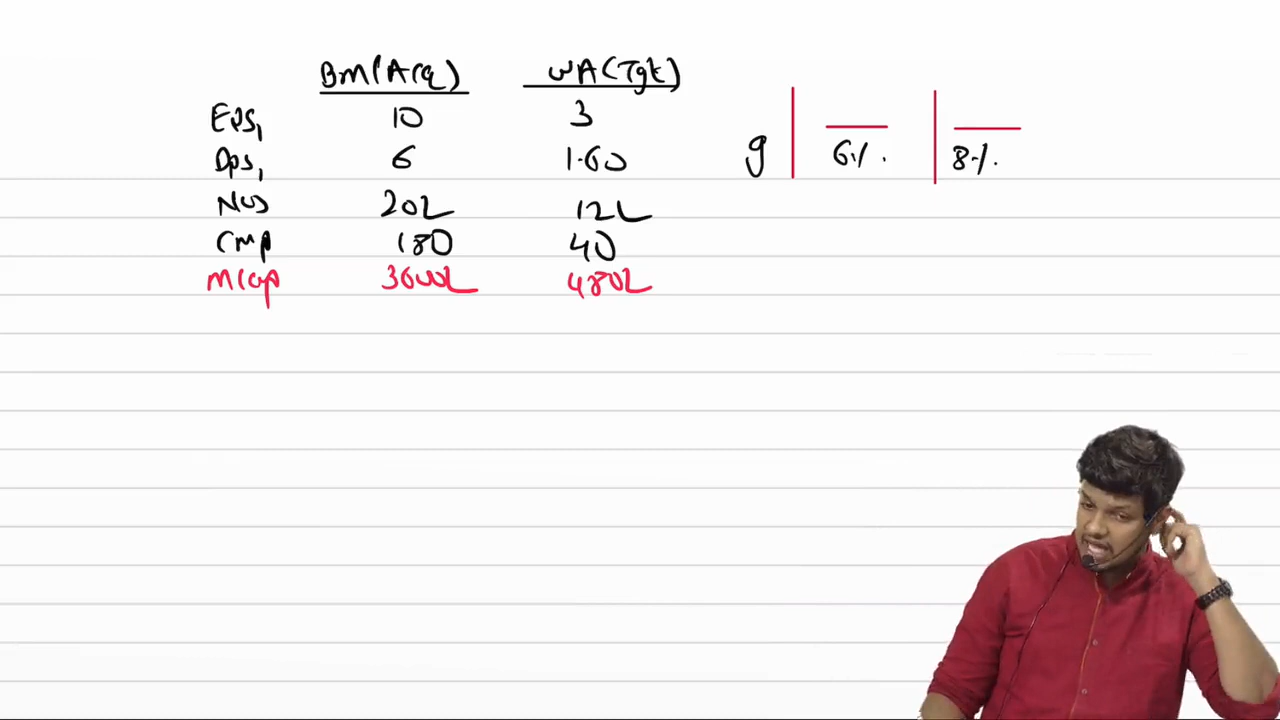 BM(Acq) WA(Tgt)
EPS₁ 10 3
DPS₁ 6 1.60
NOS 20L 12L
CMP 180 40
MCap 3600L 480L
g 6% 8%